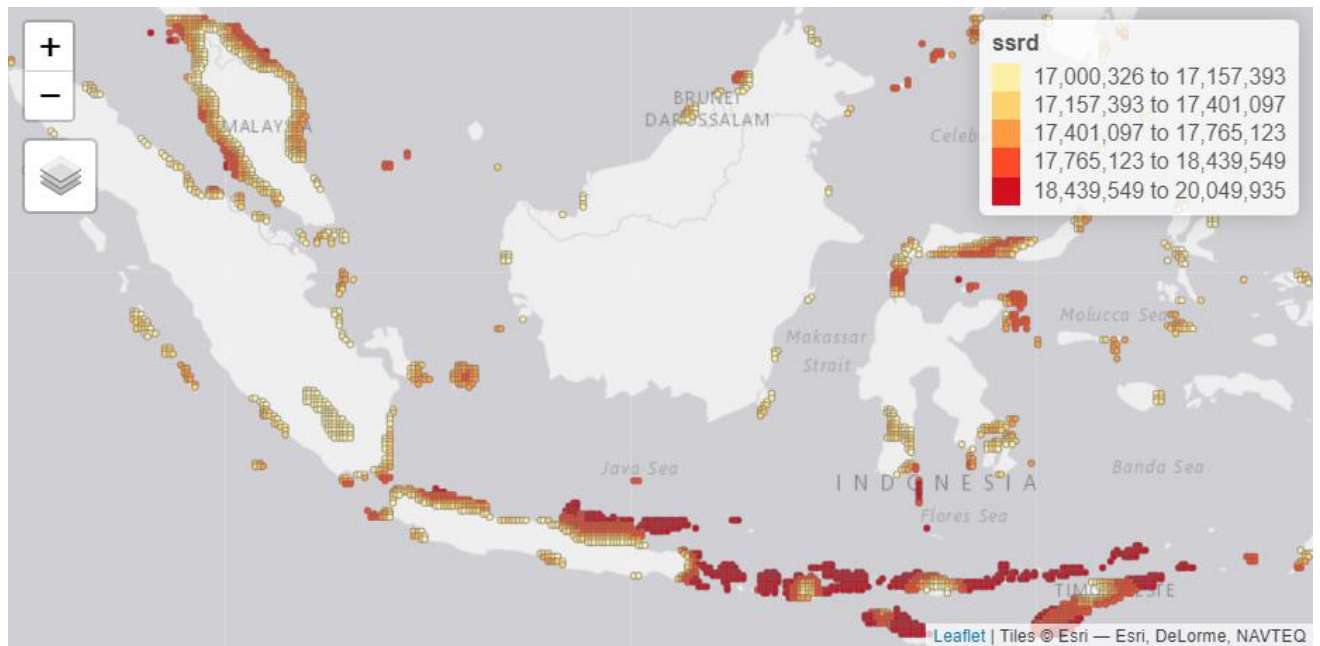 +
−
ssrd
17,000,326 to 17,157,393
17,157,393 to 17,401,097
17,401,097 to 17,765,123
17,765,123 to 18,439,549
18,439,549 to 20,049,935
BRUNEI
DARUSSALAM
MALAYSIA
Makassar
Strait
Molucca Sea
Java Sea
Banda Sea
INDONESIA
Flores Sea
Leaflet | Tiles © Esri — Esri, DeLorme, NAVTEQ